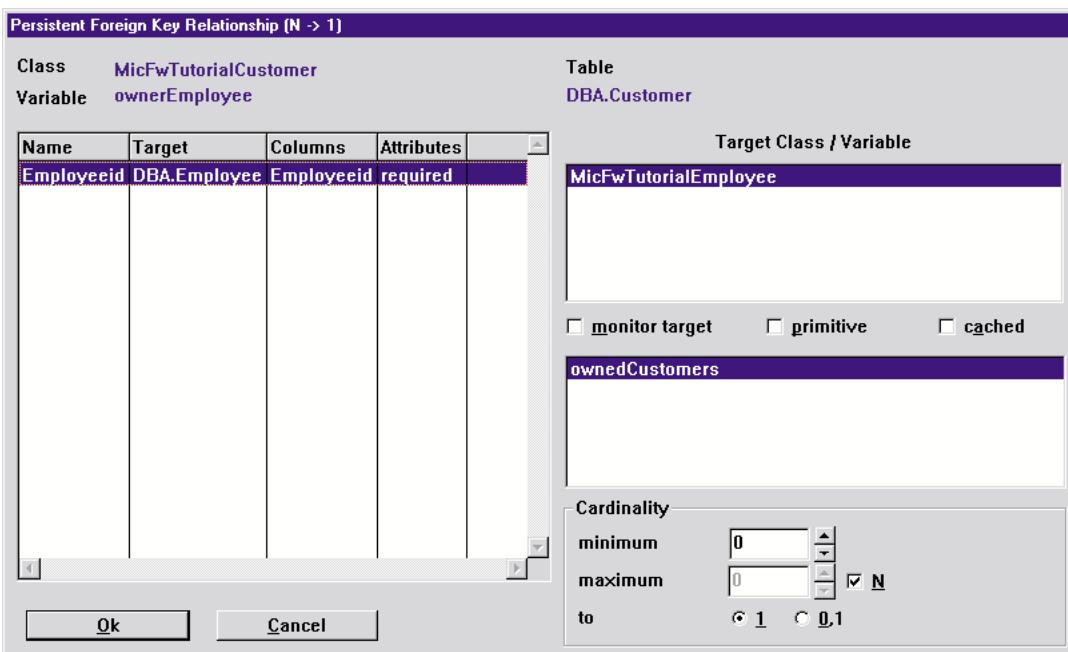 Persistent Foreign Key Relationship (N -> 1)
Class MicFwTutorialCustomer
Variable ownerEmployee
Table
DBA.Customer
Name Target Columns Attributes
Employeeid DBA.Employee Employeeid required
Target Class / Variable
MicFwTutorialEmployee
monitor target primitive cached
ownedCustomers
Cardinality
minimum 0
maximum 0 N
to 1 0,1
Ok Cancel